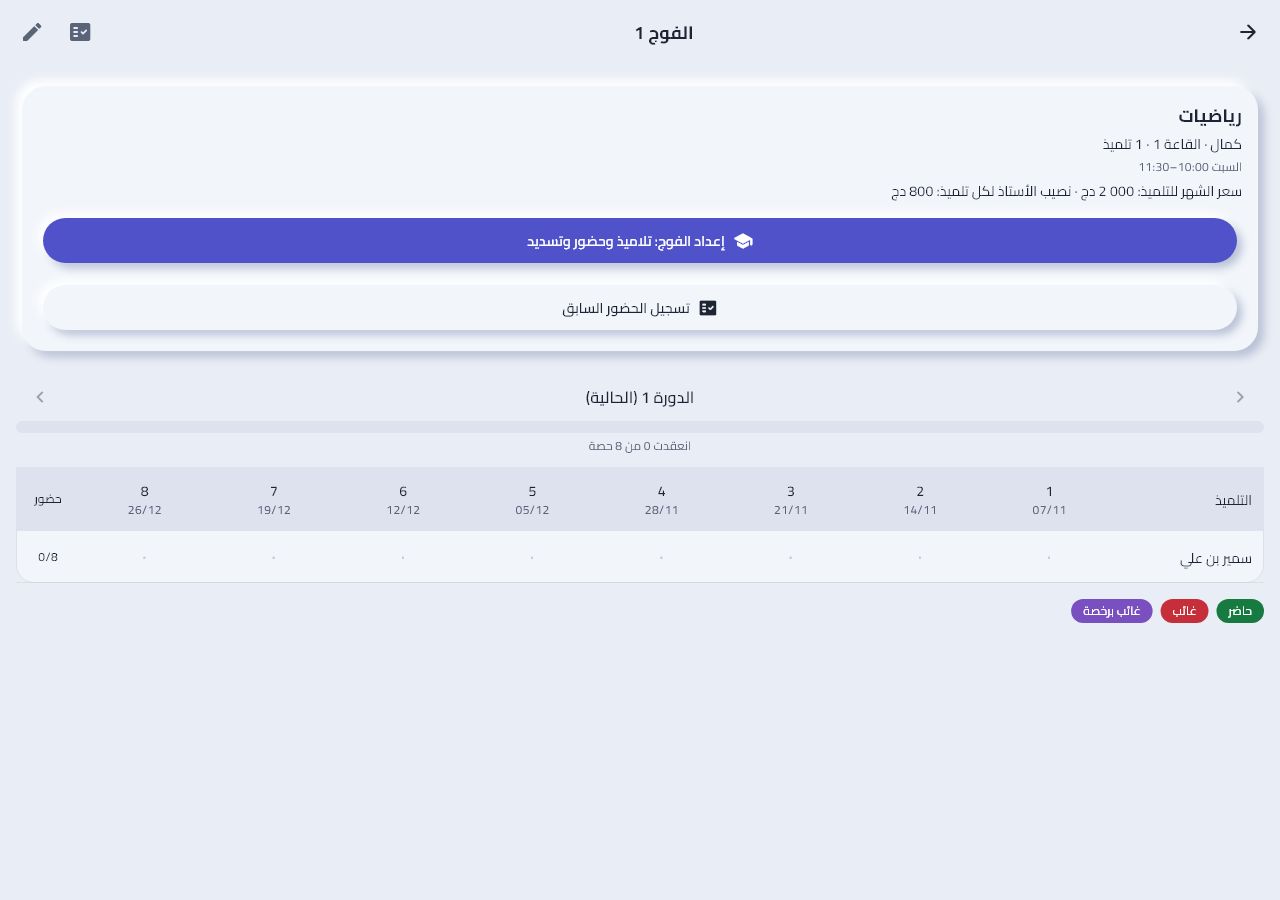 الفوج 1
رياضيات
كمال · القاعة 1 · 1 تلميذ
السبت 10:00–11:30
سعر الشهر للتلميذ: 000 2 دج · نصيب الأستاذ لكل تلميذ: 800 دج
إعداد الفوج: تلاميذ وحضور وتسديد
تسجيل الحضور السابق
الدورة 1 (الحالية)
انعقدت 0 من 8 حصة
التلميذ 1 2 3 4 5 6 7 8 حضور
07/11 14/11 21/11 28/11 05/12 12/12 19/12 26/12
سمير بن علي · · · · · · · · 0/8
حاضر غائب غائب برخصة